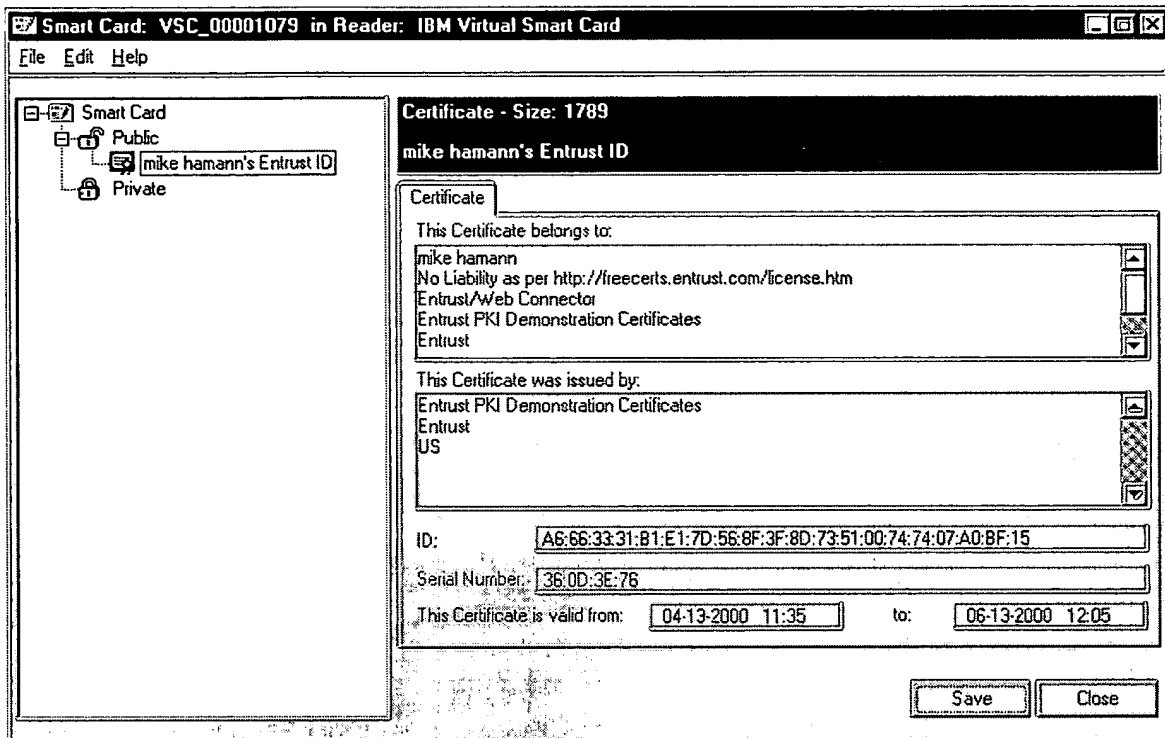 Smart Card: VSC_00001079 in Reader: IBM Virtual Smart Card
File Edit Help
Smart Card
Public
mike hamann's Entrust ID
Private
Certificate - Size: 1789
mike hamann's Entrust ID
Certificate
This Certificate belongs to:
mike hamann
No Liability as per http://freecerts.entrust.com/license.htm
Entrust/Web Connector
Entrust PKI Demonstration Certificates
Entrust
This Certificate was issued by:
Entrust PKI Demonstration Certificates
Entrust
US
ID: A6:66:33:31:B1:E1:7D:56:8F:3F:8D:73:51:00:74:74:07:A0:BF:15
Serial Number: 36:0D:3E:76
This Certificate is valid from: 04-13-2000 11:35 to: 06-13-2000 12:05
Save Close